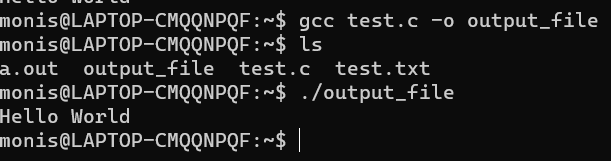 Hello World
monis@LAPTOP-CMQQNPQF:~$ gcc test.c -o output_file
monis@LAPTOP-CMQQNPQF:~$ ls
a.out  output_file  test.c  test.txt
monis@LAPTOP-CMQQNPQF:~$ ./output_file
Hello World
monis@LAPTOP-CMQQNPQF:~$